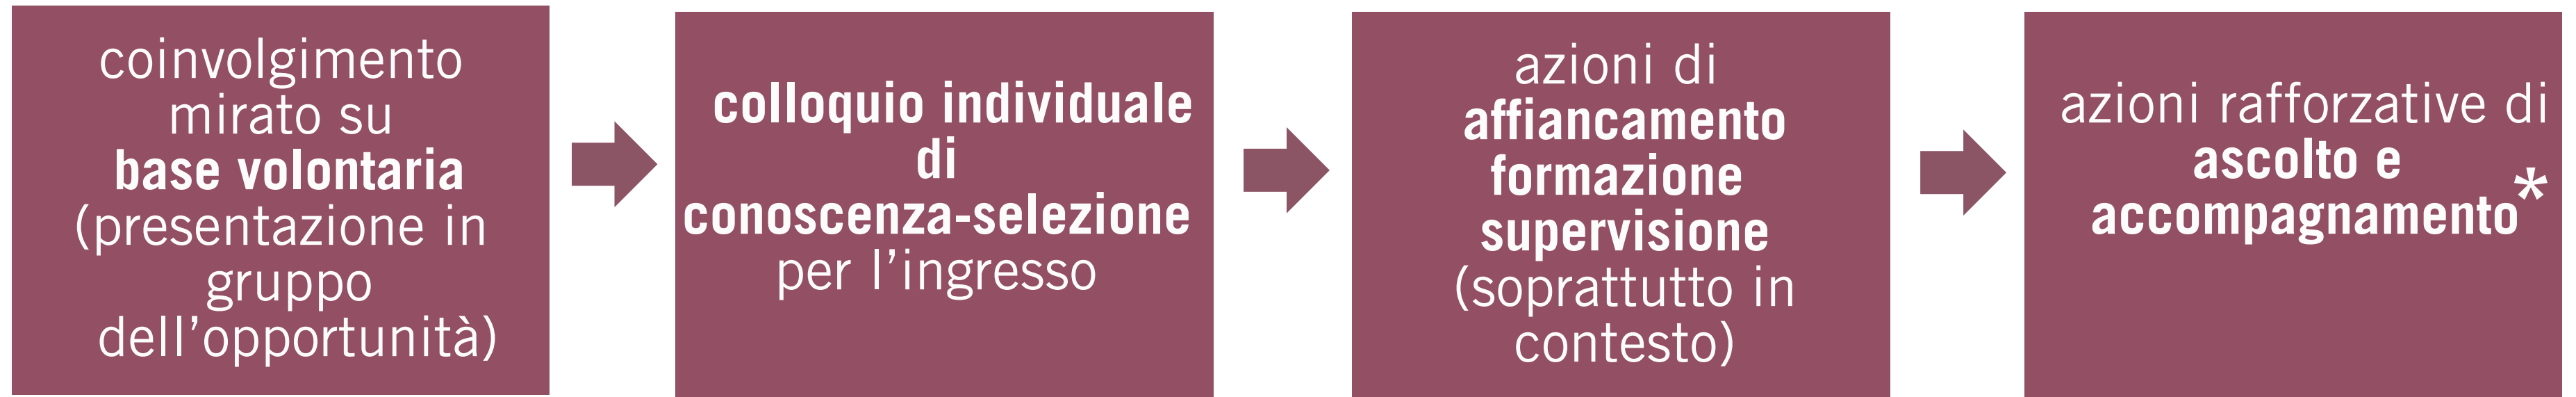 coinvolgimento
mirato su
base volontaria
(presentazione in
gruppo
dell'opportunità)
colloquio individuale
di
conoscenza-selezione
per l'ingresso
azioni di
affiancamento
formazione
supervisione
(soprattutto in
contesto)
azioni rafforzative di
ascolto e
accompagnamento*